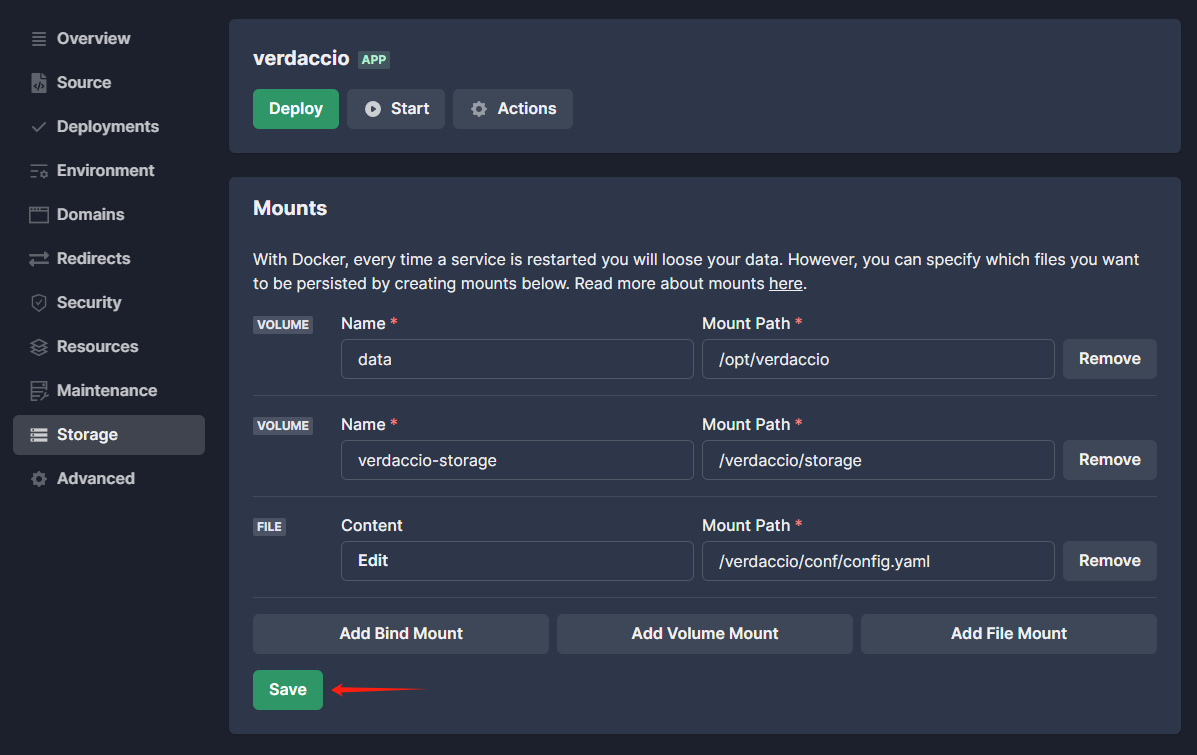 Overview
Source
Deployments
Environment
Domains
Redirects
Security
Resources
Maintenance
Storage
Advanced
verdaccio APP
Deploy Start Actions
Mounts
With Docker, every time a service is restarted you will loose your data. However, you can specify which files you want
to be persisted by creating mounts below. Read more about mounts here.
VOLUME Name * Mount Path *
data /opt/verdaccio Remove
VOLUME Name * Mount Path *
verdaccio-storage /verdaccio/storage Remove
FILE Content Mount Path *
Edit /verdaccio/conf/config.yaml Remove
Add Bind Mount Add Volume Mount Add File Mount
Save